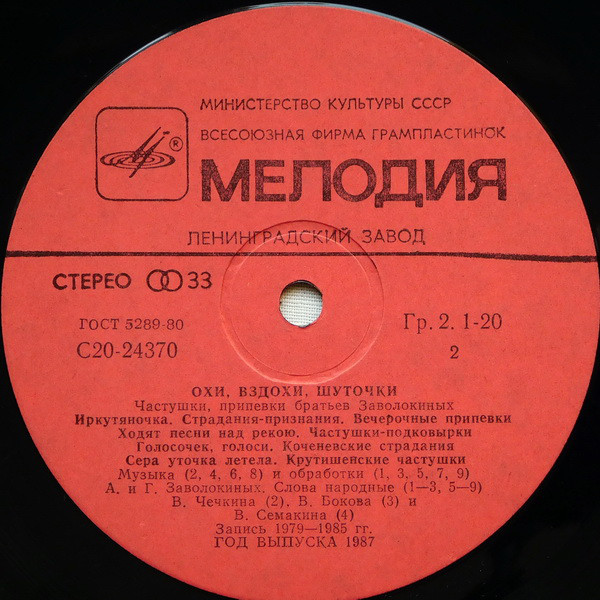 МИНИСТЕРСТВО КУЛЬТУРЫ СССР
ВСЕСОЮЗНАЯ ФИРМА ГРАМПЛАСТИНОК
®
МЕЛОДИЯ
ЛЕНИНГРАДСКИЙ ЗАВОД
СТЕРЕО 33
ГОСТ 5289-80
Гр. 2. 1-20
С20-24370
2
ОХИ, ВЗДОХИ, ШУТОЧКИ
Частушки, припевки братьев Заволокиных
Иркутяночка. Страдания-признания. Вечерочные припевки
Ходят песни над рекою. Частушки-подковырки
Голосочек, голоси. Коченевские страдания
Сера уточка летела. Крутишенские частушки
Музыка (2, 4, 6, 8) и обработки (1, 3, 5, 7, 9)
А. и Г. Заволокиных, Слова народные (1—3, 5—9)
В. Чечкина (2), В. Бокова (3) и
В. Семакина (4)
Запись 1979—1985 гг.
ГОД ВЫПУСКА 1987